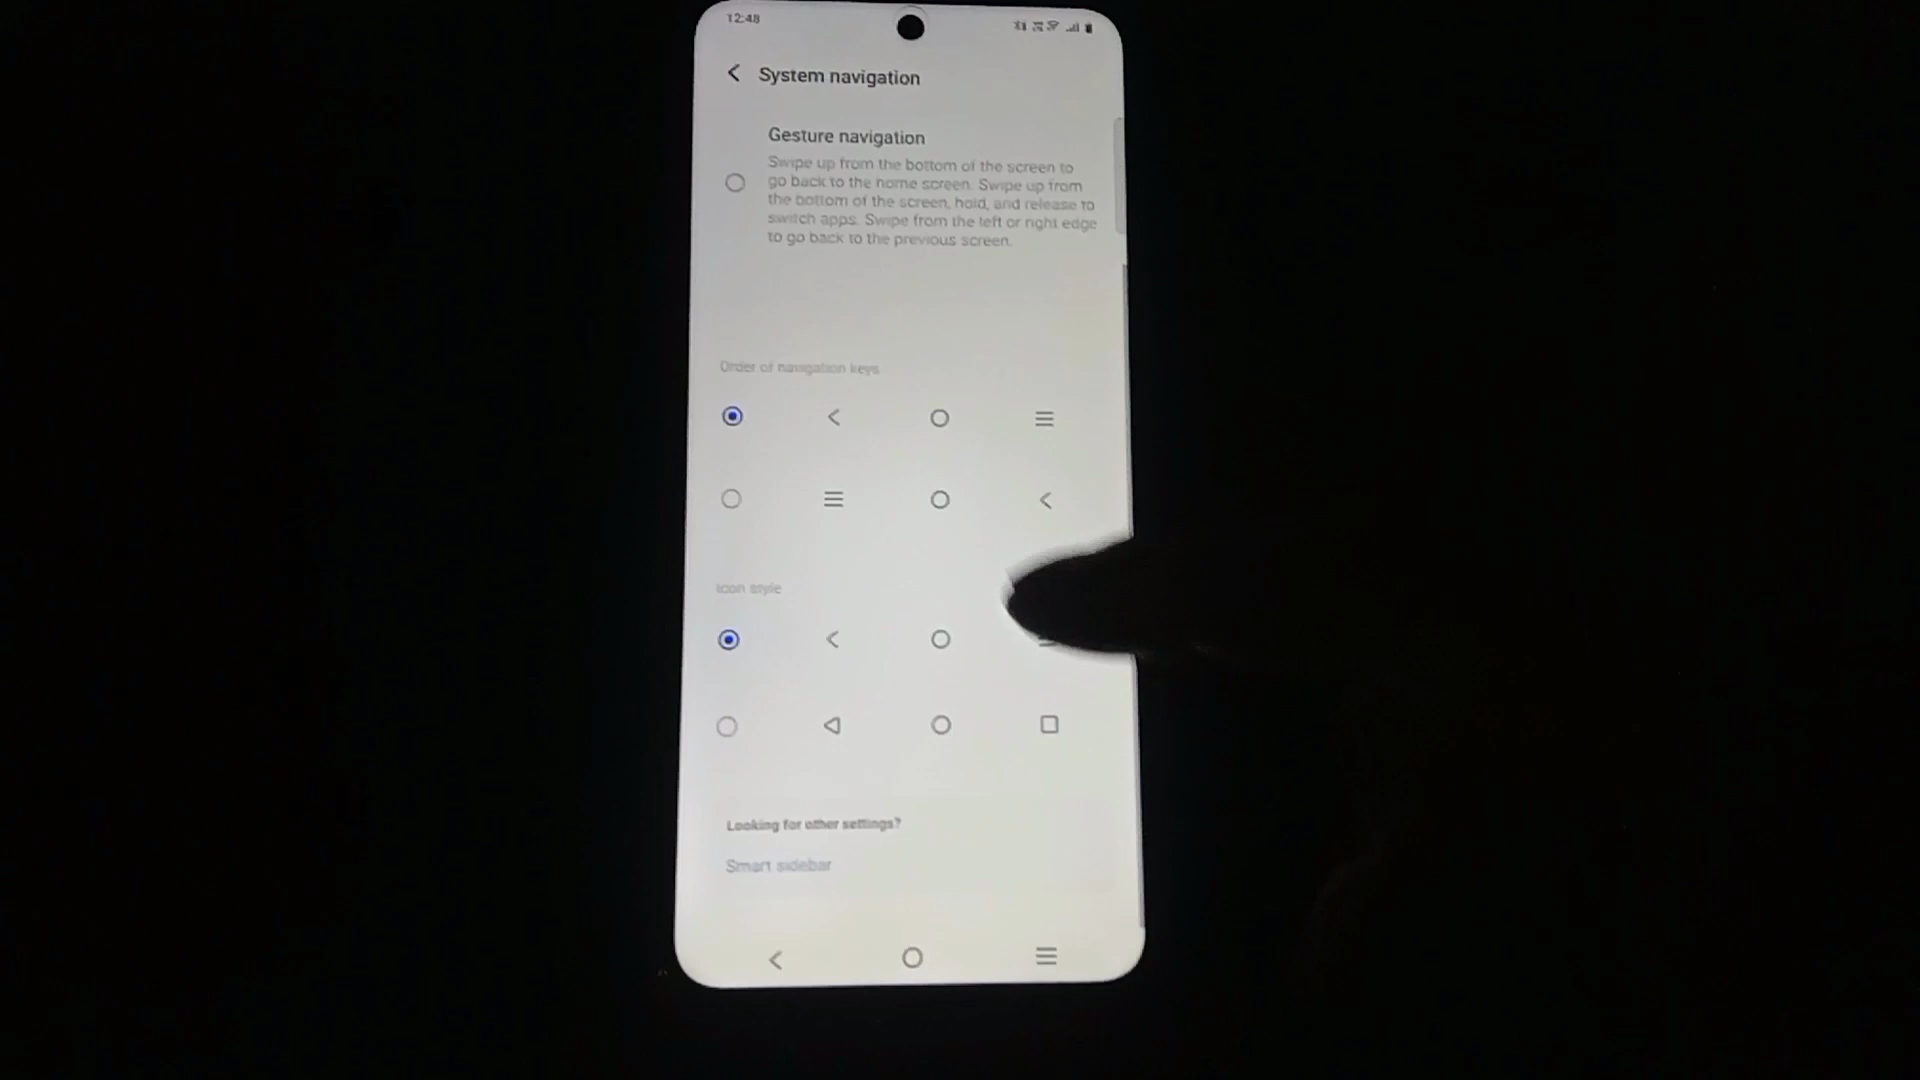 12:48
System navigation
Gesture navigation
Swipe up from the bottom of the screen to
go back to the home screen. Swipe up from
the bottom of the screen, hold, and release to
switch apps. Swipe from the left or right edge
to go back to the previous screen.
Order of navigation keys
Icon style
Looking for other settings?
Smart sidebar